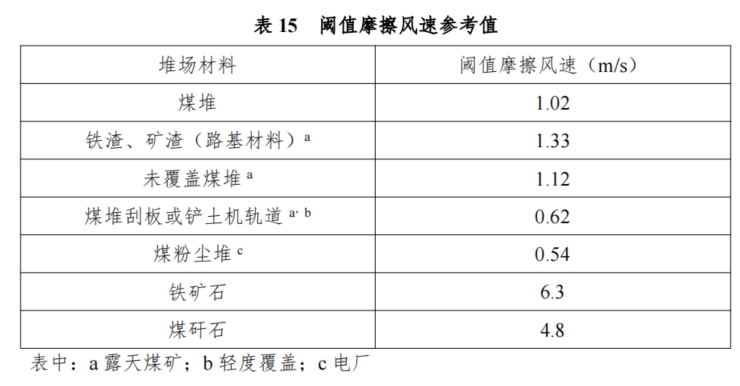 表 15 阈值摩擦风速参考值
堆场材料 阈值摩擦风速（m/s）
煤堆 1.02
铁渣、矿渣（路基材料）a 1.33
未覆盖煤堆 a 1.12
煤堆刮板或铲土机轨道 a, b 0.62
煤粉尘堆 c 0.54
铁矿石 6.3
煤矸石 4.8
表中：a 露天煤矿；b 轻度覆盖；c 电厂